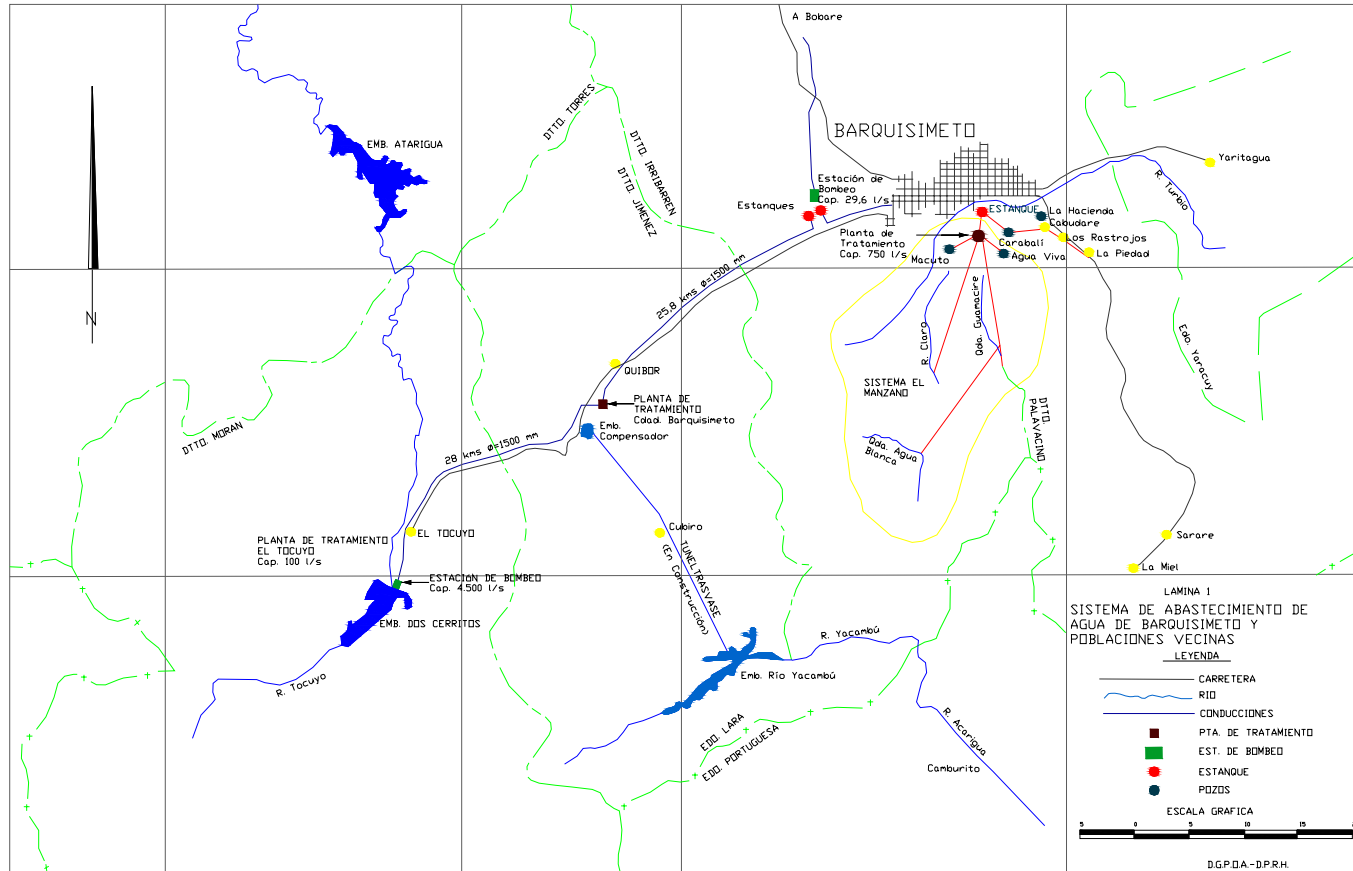 A Bobare
BARQUISIMETO
EMB. ATARIGUA
DTTO. TORRES
DTTO. IRRIBARREN
DTTO. JIMENEZ
Estación de
Bombeo
Cap. 29,6 l/s
Estanques
Yaritagua
R. Turbio
ESTANQUE
La Hacienda
Cabudare
Los Rastrojos
La Piedad
Planta de
Tratamiento
Cap. 750 l/s
Carabalí
Macuto
Agua Viva
N
25,8 kms ø=1500 mm
R. Claro
Qda. Guamacire
Edo. Yaracuy
QUIBOR
SISTEMA EL
MANZANO
PLANTA DE
TRATAMIENTO
Cdad. Barquisimeto
Emb.
Compensador
DTTO.
PALAVACINO
DTTO. MORAN
28 kms ø=1500 mm
Qda. Agua
Blanca
EL TOCUYO
PLANTA DE TRATAMIENTO
EL TOCUYO
Cap. 100 l/s
Cubiro
TUNELTRASVASE
(En Construcción)
Sarare
La Miel
ESTACION DE BOMBEO
Cap. 4.500 l/s
EMB. DOS CERRITOS
R. Tocuyo
R. Yacambú
Emb. Río Yacambú
R. Acarigua
Camburito
EDO. LARA
EDO. PORTUGUESA
LAMINA 1
SISTEMA DE ABASTECIMIENTO DE
AGUA DE BARQUISIMETO Y
POBLACIONES VECINAS
LEYENDA
CARRETERA
RIO
CONDUCCIONES
PTA. DE TRATAMIENTO
EST. DE BOMBEO
ESTANQUE
POZOS
ESCALA GRAFICA
5 0 5 10 15
D.G.P.O.A.-D.P.R.H.